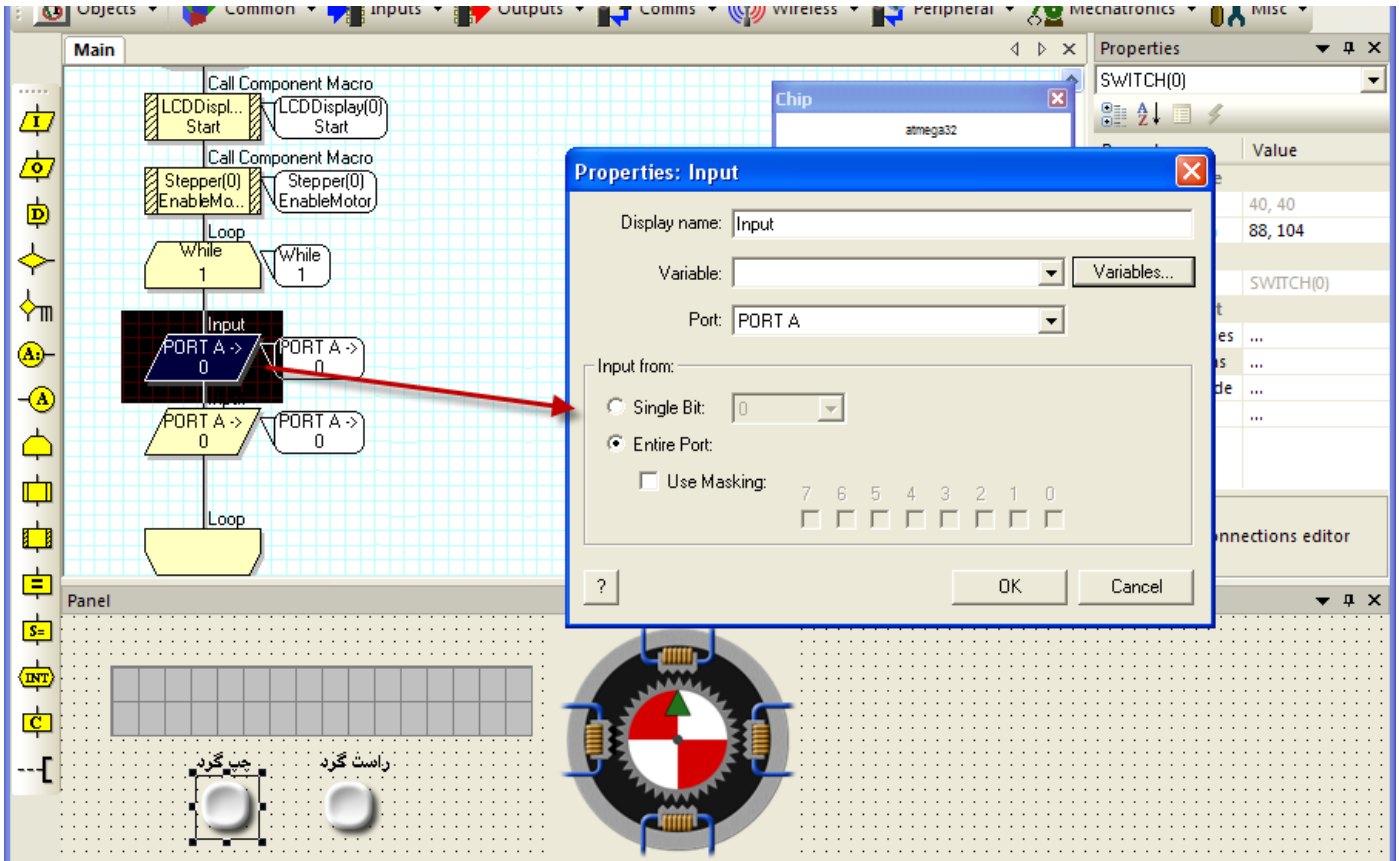 Objects Common Inputs Outputs Comms Wireless Peripheral Mechatronics Misc
Main
Properties
SWITCH(0)
Value
40, 40
88, 104
SWITCH(0)
...
...
...
...
onnections editor
Call Component Macro
LCDDispl...
Start
LCDDisplay(0)
Start
Call Component Macro
Stepper(0)
EnableMo...
Stepper(0)
EnableMotor
Loop
While
1
While
1
Input
PORT A ->
0
PORT A ->
0
PORT A ->
0
PORT A ->
0
Loop
I
O
D
A:
A
=
S=
INT
C
Chip
atmega32
Properties: Input
Display name: Input
Variable:
Variables...
Port: PORT A
Input from:
Single Bit: 0
Entire Port:
Use Masking:
7 6 5 4 3 2 1 0
?
OK
Cancel
Panel
چپ گرد
راست گرد